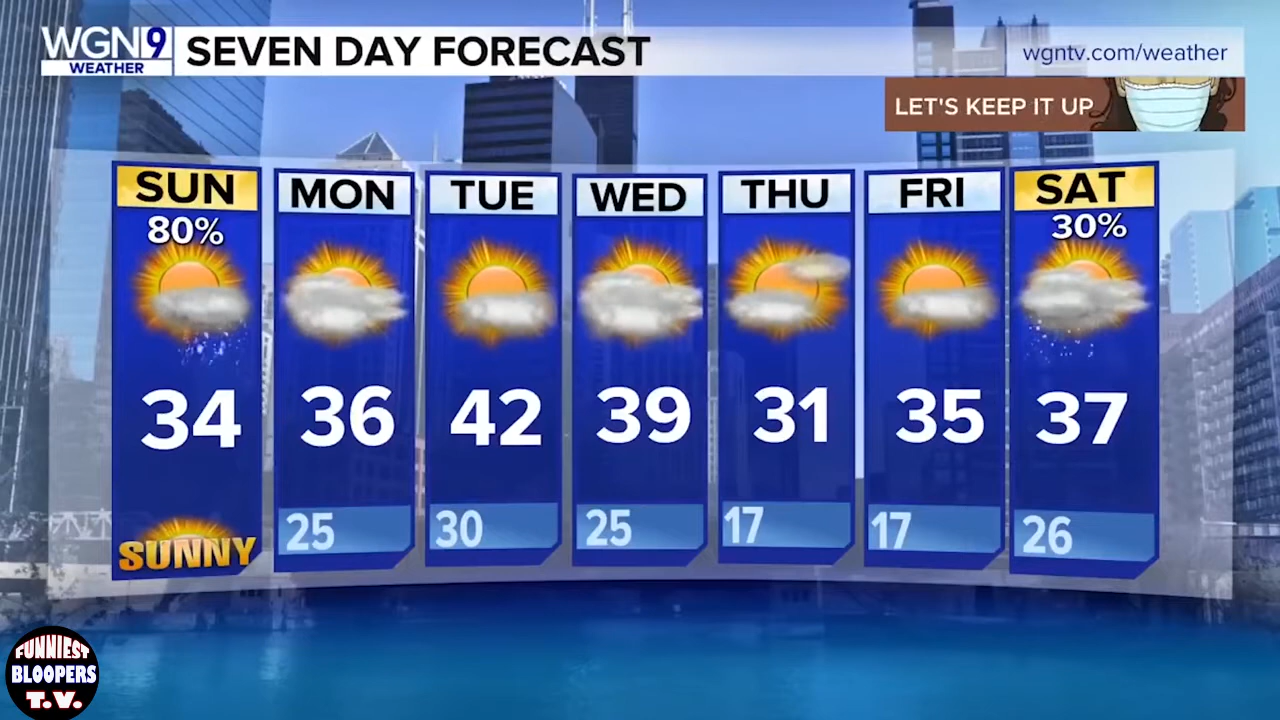 WGN9
WEATHER
SEVEN DAY FORECAST
wgntv.com/weather
LET'S KEEP IT UP
SUN MON TUE WED THU FRI SAT
80% 30%
34 36 42 39 31 35 37
SUNNY 25 30 25 17 17 26
FUNNIEST
BLOOPERS
T.V.